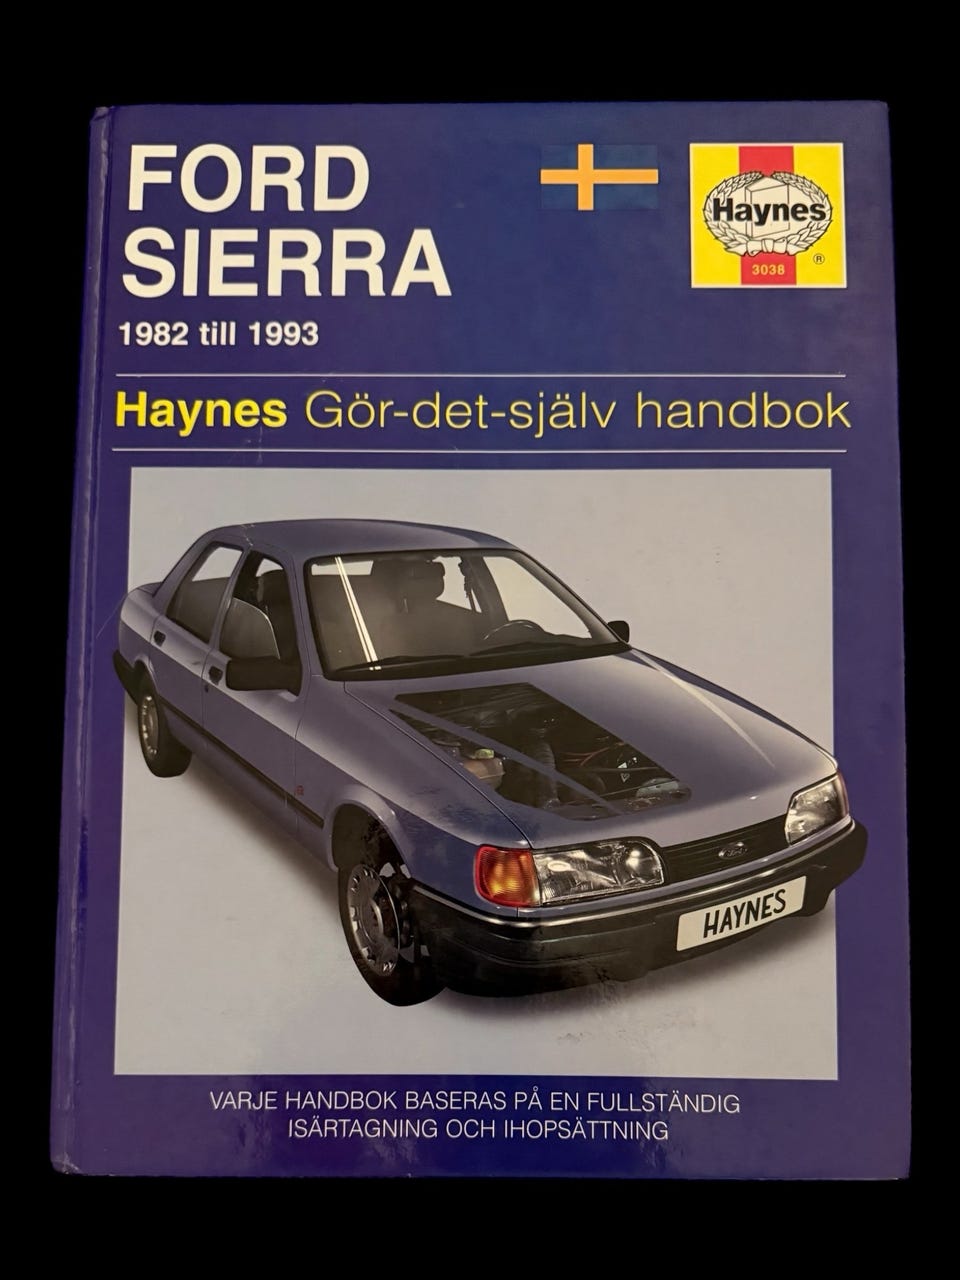 FORD
SIERRA
1982 till 1993
Haynes
®
3038
Haynes Gör-det-själv handbok
Ford
HAYNES
VARJE HANDBOK BASERAS PÅ EN FULLSTÄNDIG
ISÄRTAGNING OCH IHOPSÄTTNING